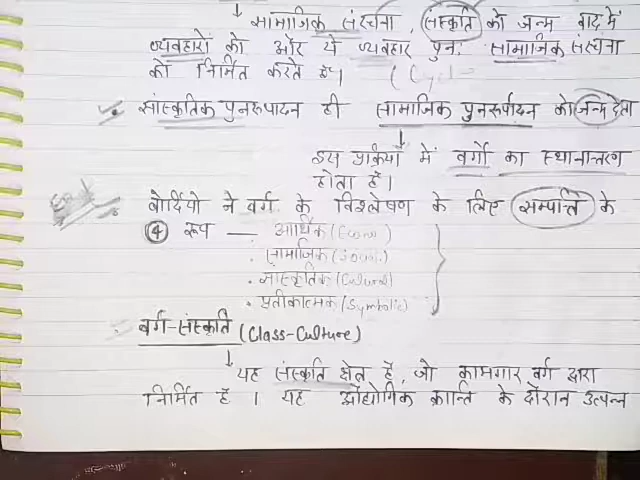 ↓ सामाजिक संरचना, संस्कृति को जन्म बाद में
व्यवहारों को और ये व्यवहार पुनः सामाजिक संरचना
को निर्मित करते हैं।
सांस्कृतिक पुनरुत्पादन ही सामाजिक पुनरुत्पादन को जन्म देता
↓
इस प्रक्रिया में वर्गों का स्थानान्तरण
होता है।
बोर्दियो ने वर्ग के विश्लेषण के लिए सम्पत्ति के
④ रूप — आर्थिक
· सामाजिक (Social)
· सांस्कृतिक (Cultural)
· प्रतीकात्मक (Symbolic)
वर्ग-संस्कृति (Class-Culture)
↓ यह संस्कृति होत है, जो कामगार वर्ग द्वारा
निर्मित है । यह औद्योगिक क्रान्ति के दौरान उत्पन्न